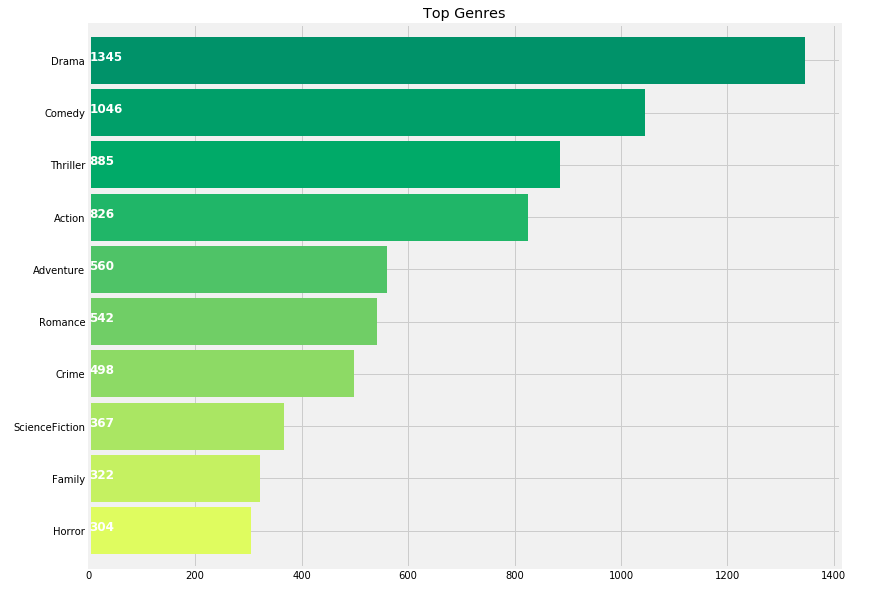 Top Genres
Drama 1345
Comedy 1046
Thriller 885
Action 826
Adventure 560
Romance 542
Crime 498
ScienceFiction 367
Family 322
Horror 304
0 200 400 600 800 1000 1200 1400